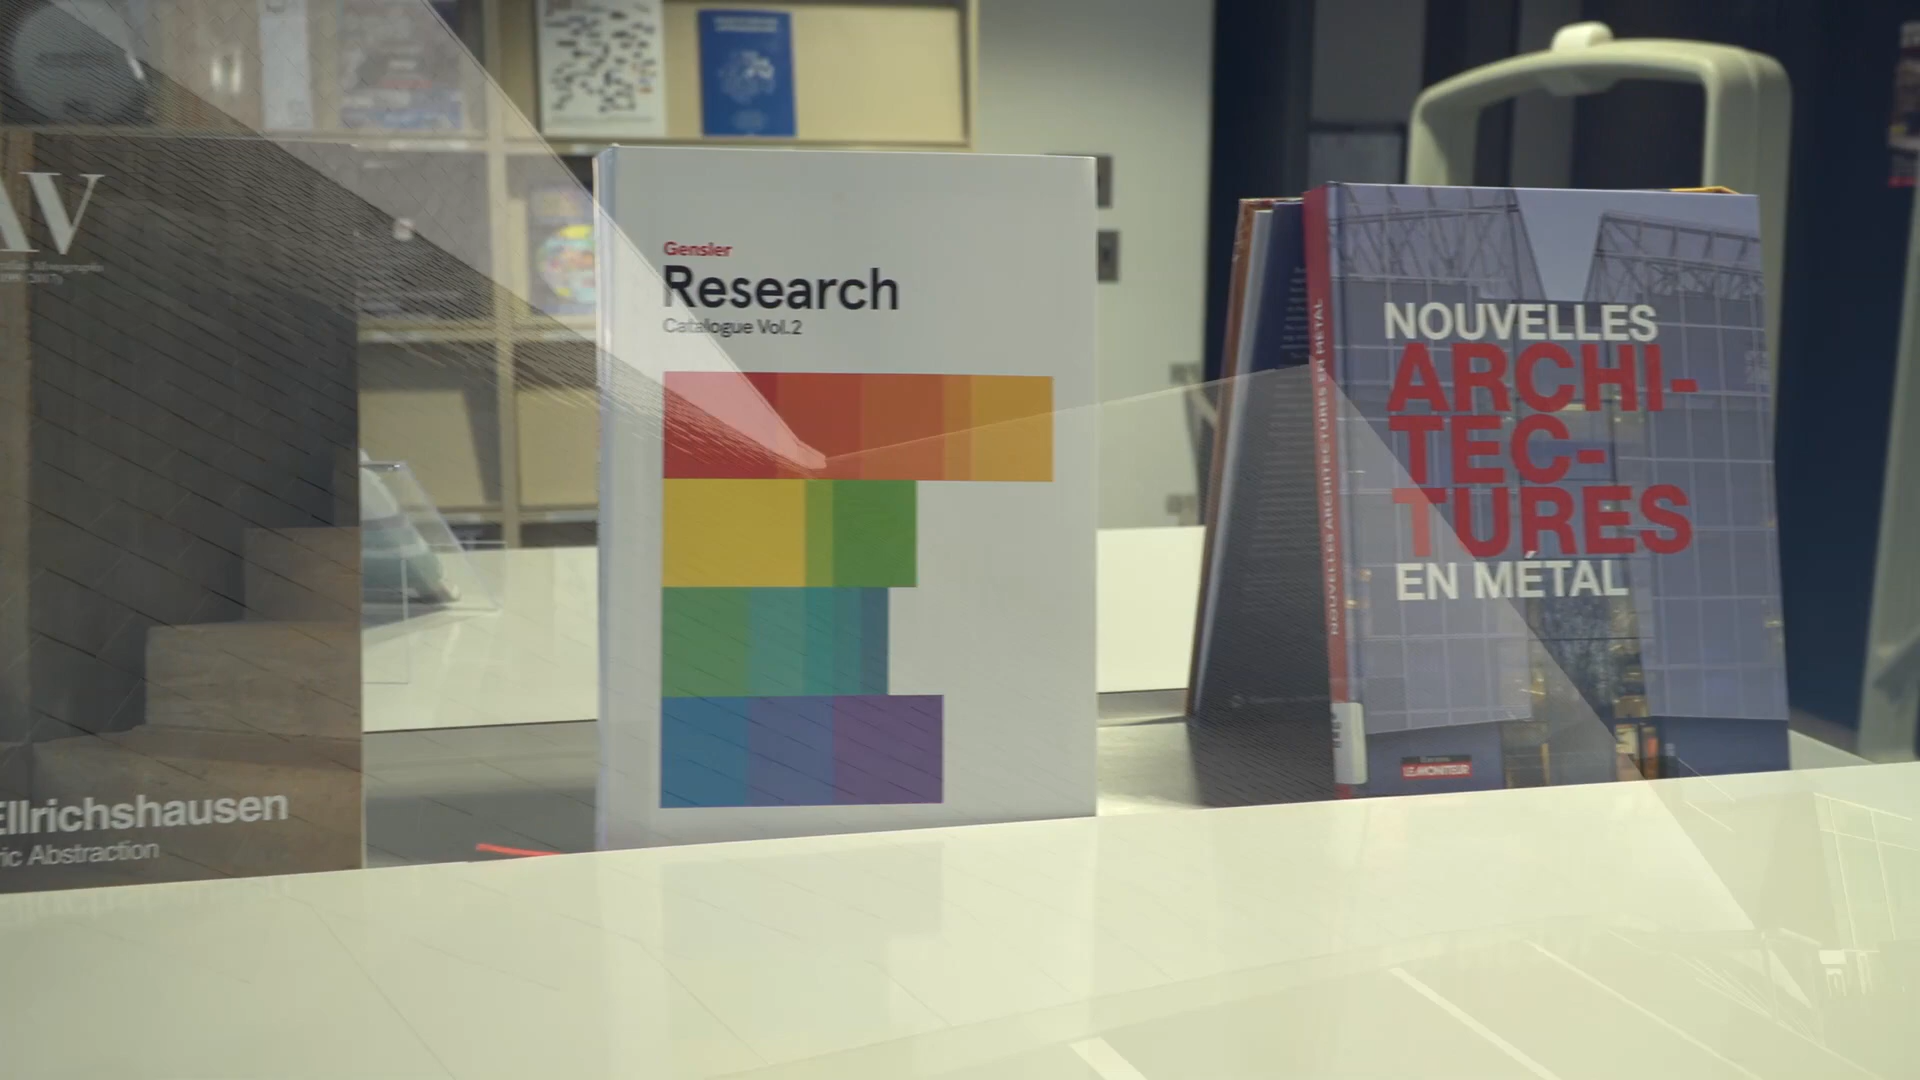 AV
Ellrichshausen
ric Abstraction
Gensler
Research
Catalogue Vol.2
NOUVELLES ARCHITECTURES EN MÉTAL
NOUVELLES
ARCHI-
TEC-
TURES
EN MÉTAL
LE MONITEUR